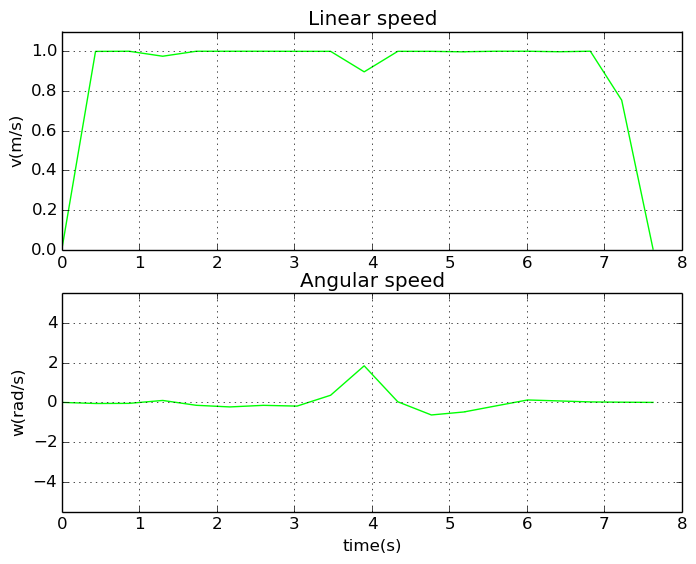 Linear speed
v(m/s)
1.0
0.8
0.6
0.4
0.2
0.0
0 1 2 3 4 5 6 7 8
Angular speed
w(rad/s)
4
2
0
−2
−4
0 1 2 3 4 5 6 7 8
time(s)